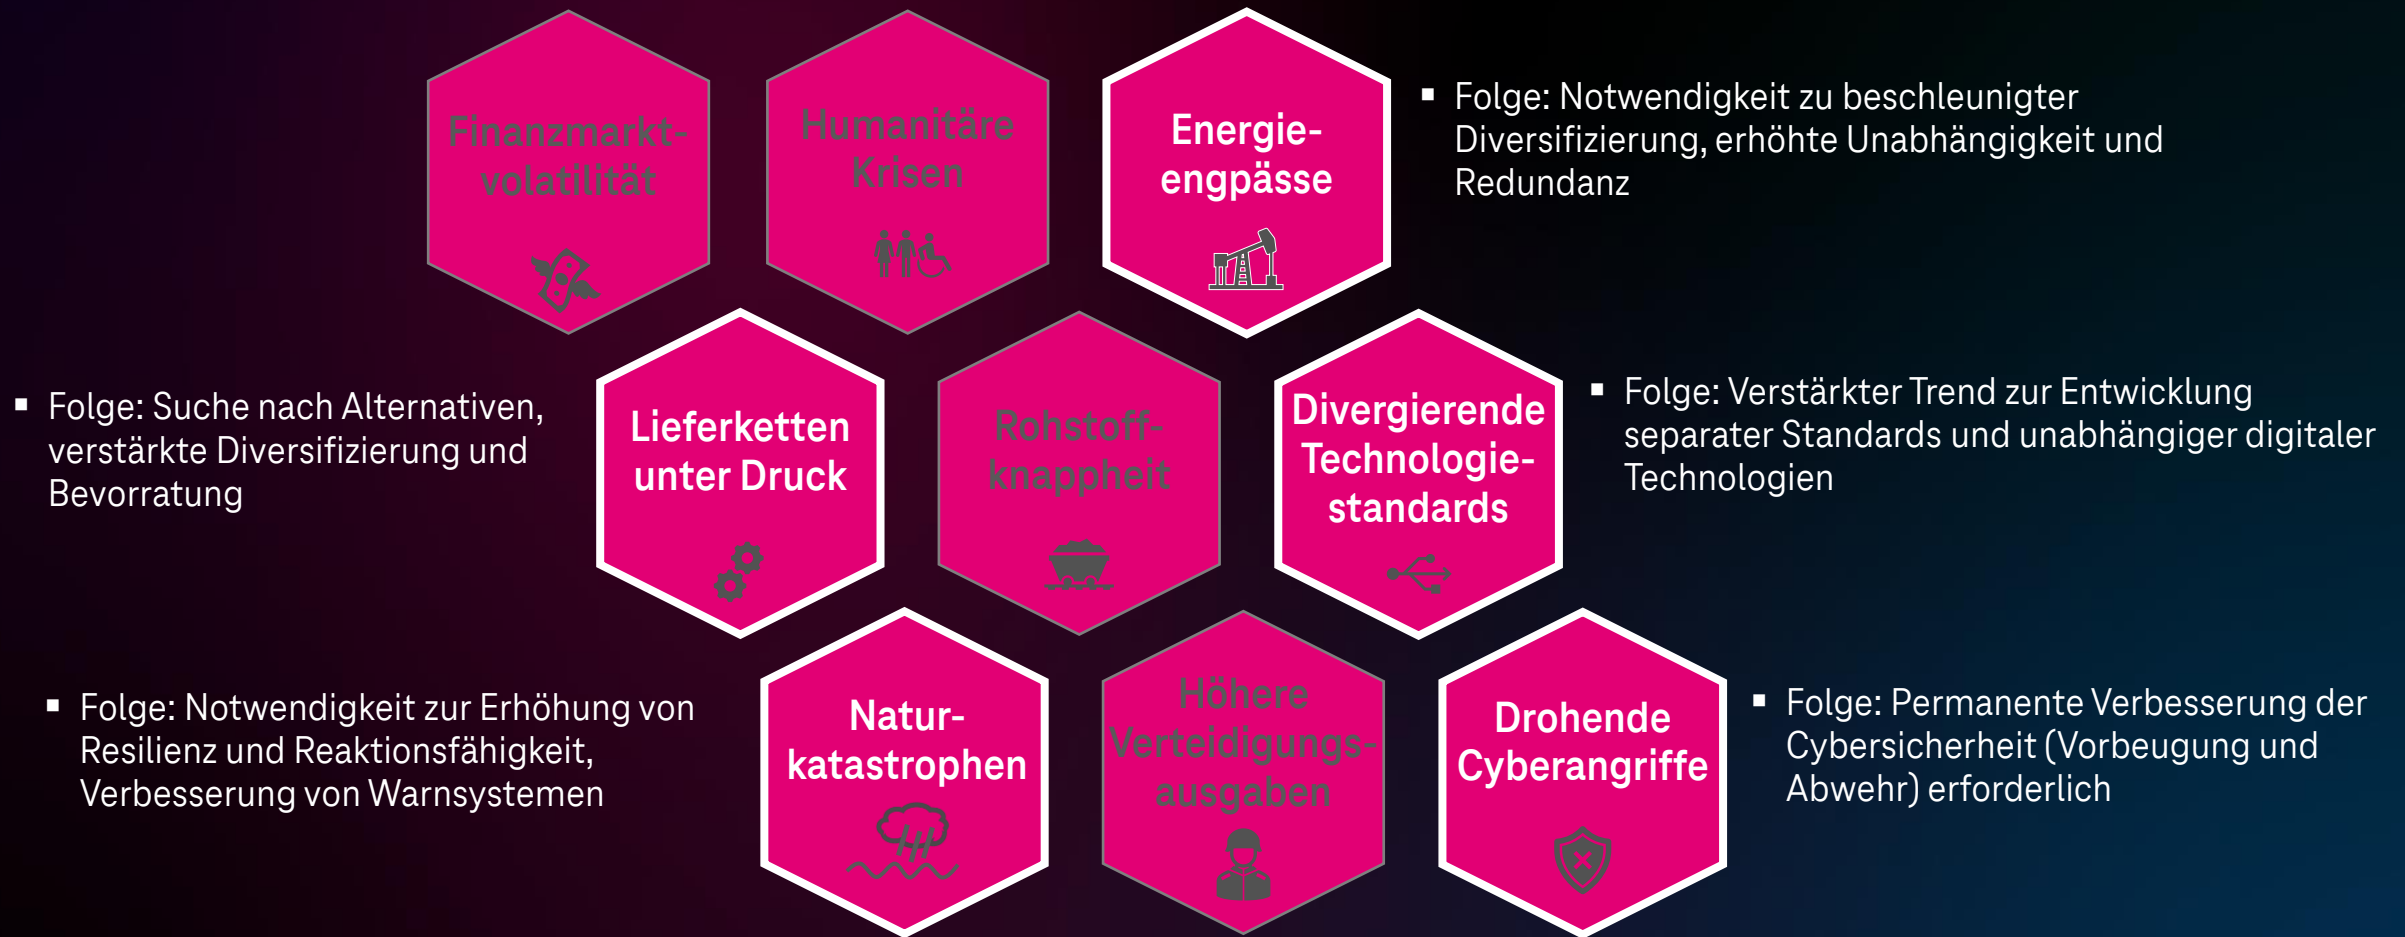 Finanzmarkt-
volatilität
Humanitäre
Krisen
Energie-
engpässe
▪ Folge: Notwendigkeit zu beschleunigter
Diversifizierung, erhöhte Unabhängigkeit und
Redundanz
▪ Folge: Suche nach Alternativen,
verstärkte Diversifizierung und
Bevorratung
Lieferketten
unter Druck
Rohstoff-
knappheit
Divergierende
Technologie-
standards
▪ Folge: Verstärkter Trend zur Entwicklung
separater Standards und unabhängiger digitaler
Technologien
▪ Folge: Notwendigkeit zur Erhöhung von
Resilienz und Reaktionsfähigkeit,
Verbesserung von Warnsystemen
Natur-
katastrophen
Höhere
Verteidigungs-
ausgaben
Drohende
Cyberangriffe
▪ Folge: Permanente Verbesserung der
Cybersicherheit (Vorbeugung und
Abwehr) erforderlich